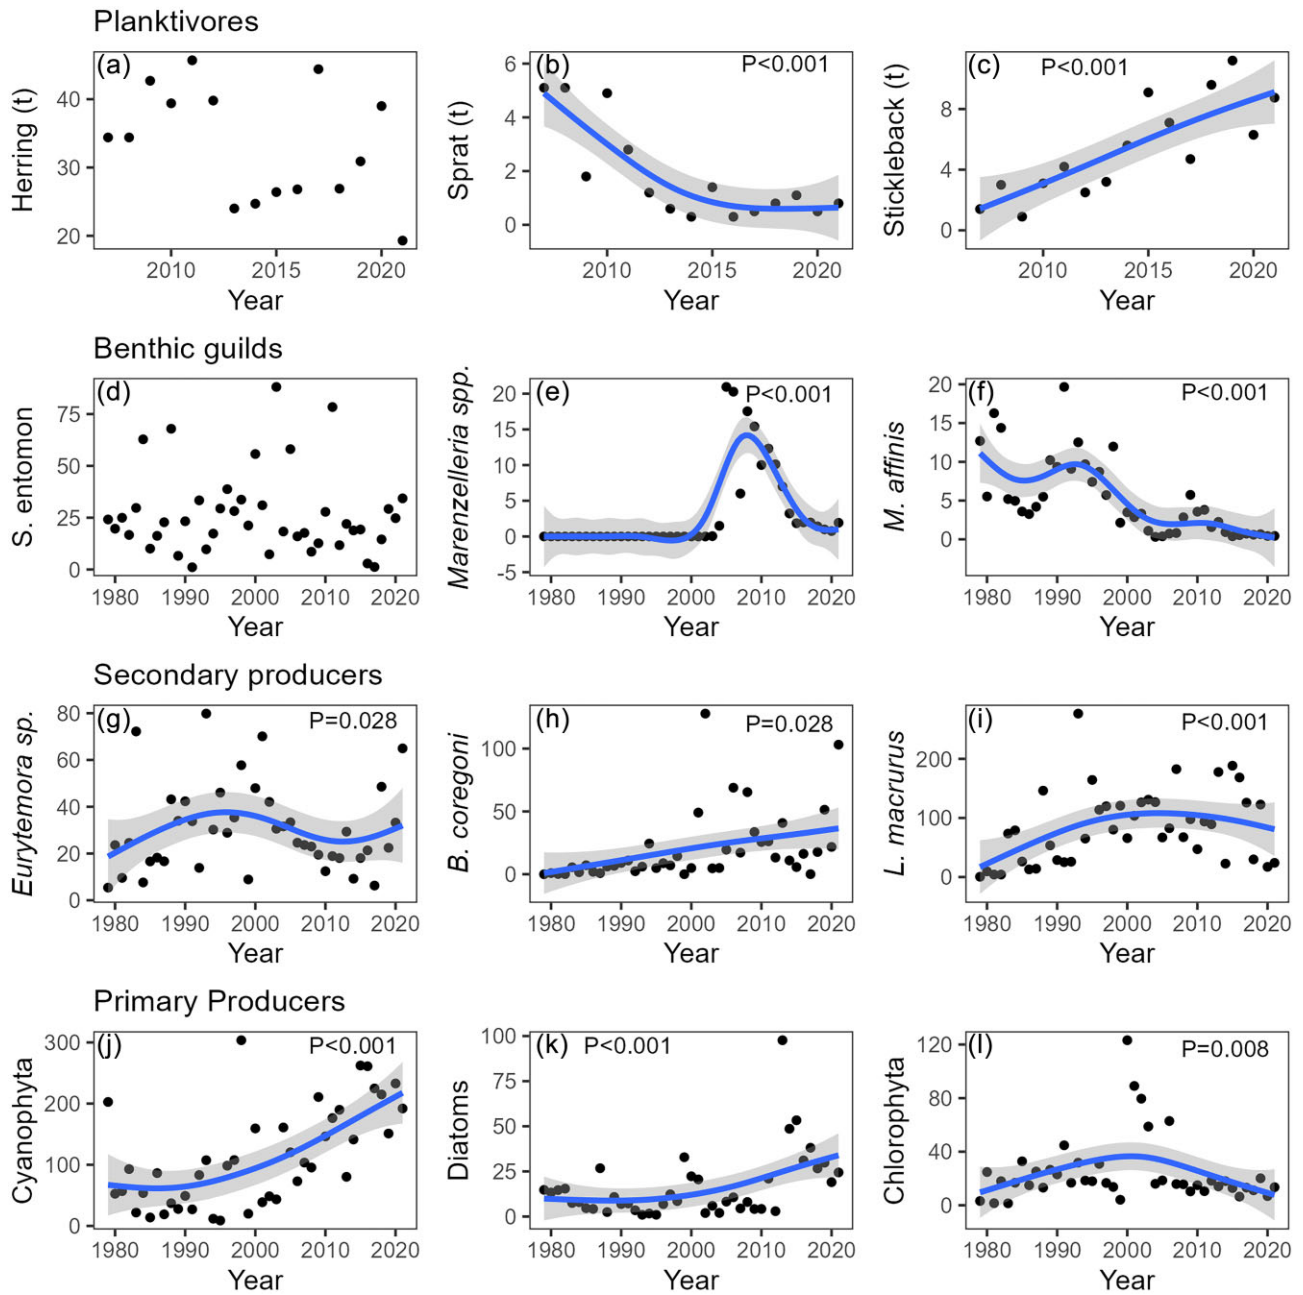 Planktivores
(a)
Herring (t)
40
30
20
2010 2015 2020
Year
(b) P<0.001
Sprat (t)
6
4
2
0
2010 2015 2020
Year
(c) P<0.001
Stickleback (t)
8
4
0
2010 2015 2020
Year
Benthic guilds
(d)
S. entomon
75
50
25
0
1980 1990 2000 2010 2020
Year
(e) P<0.001
Marenzelleria spp.
20
15
10
5
0
-5
1980 1990 2000 2010 2020
Year
(f) P<0.001
M. affinis
20
15
10
5
0
1980 1990 2000 2010 2020
Year
Secondary producers
(g) P=0.028
Eurytemora sp.
80
60
40
20
0
1980 1990 2000 2010 2020
Year
(h) P=0.028
B. coregoni
100
50
0
1980 1990 2000 2010 2020
Year
(i) P<0.001
L. macrurus
200
100
0
1980 1990 2000 2010 2020
Year
Primary Producers
(j) P<0.001
Cyanophyta
300
200
100
0
1980 1990 2000 2010 2020
Year
(k) P<0.001
Diatoms
100
75
50
25
0
1980 1990 2000 2010 2020
Year
(l) P=0.008
Chlorophyta
120
80
40
0
1980 1990 2000 2010 2020
Year